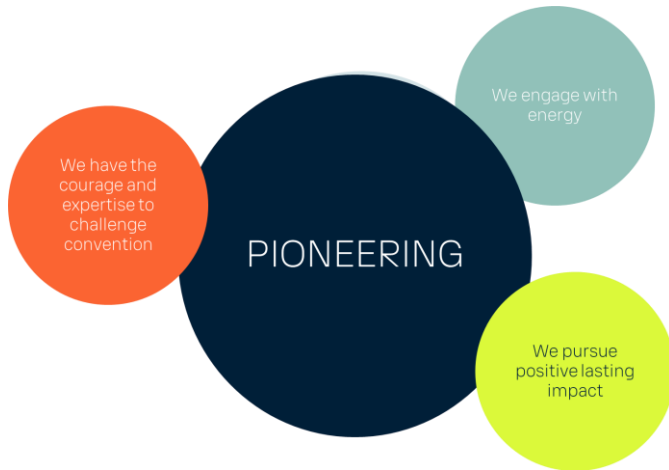 We engage with
energy
We have the
courage and
expertise to
challenge
convention
PIONEERING
We pursue
positive lasting
impact